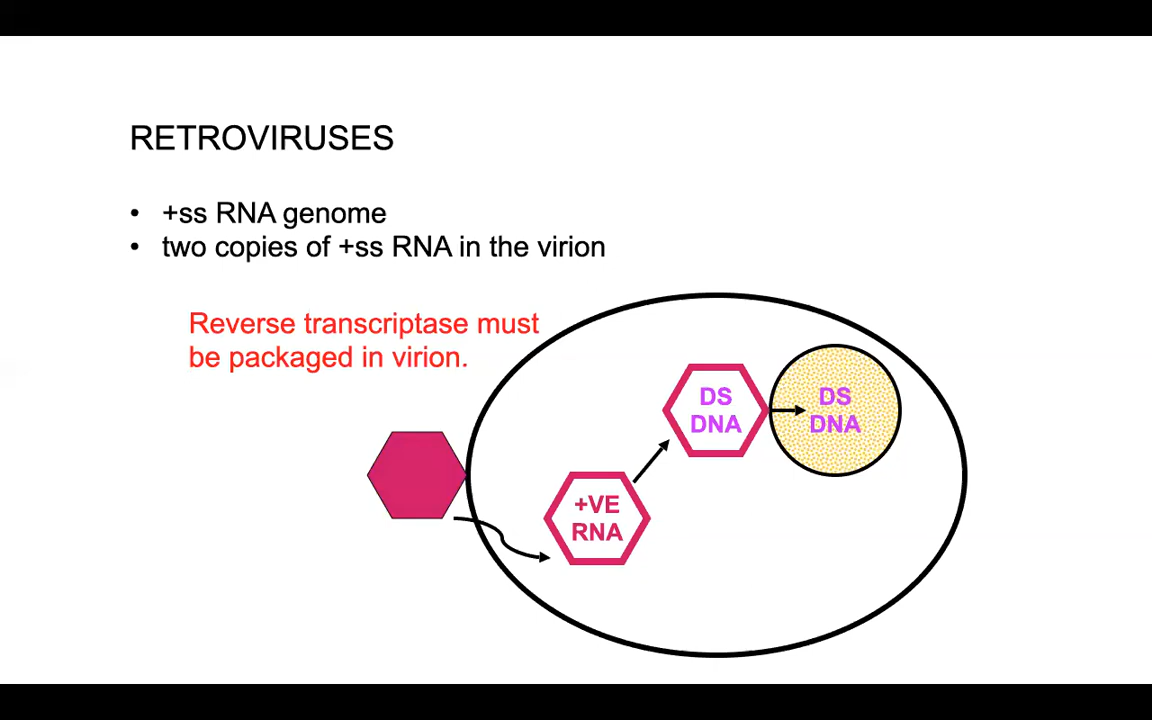 RETROVIRUSES
• +ss RNA genome
• two copies of +ss RNA in the virion
Reverse transcriptase must
be packaged in virion.
DS
DNA
DS
DNA
+VE
RNA